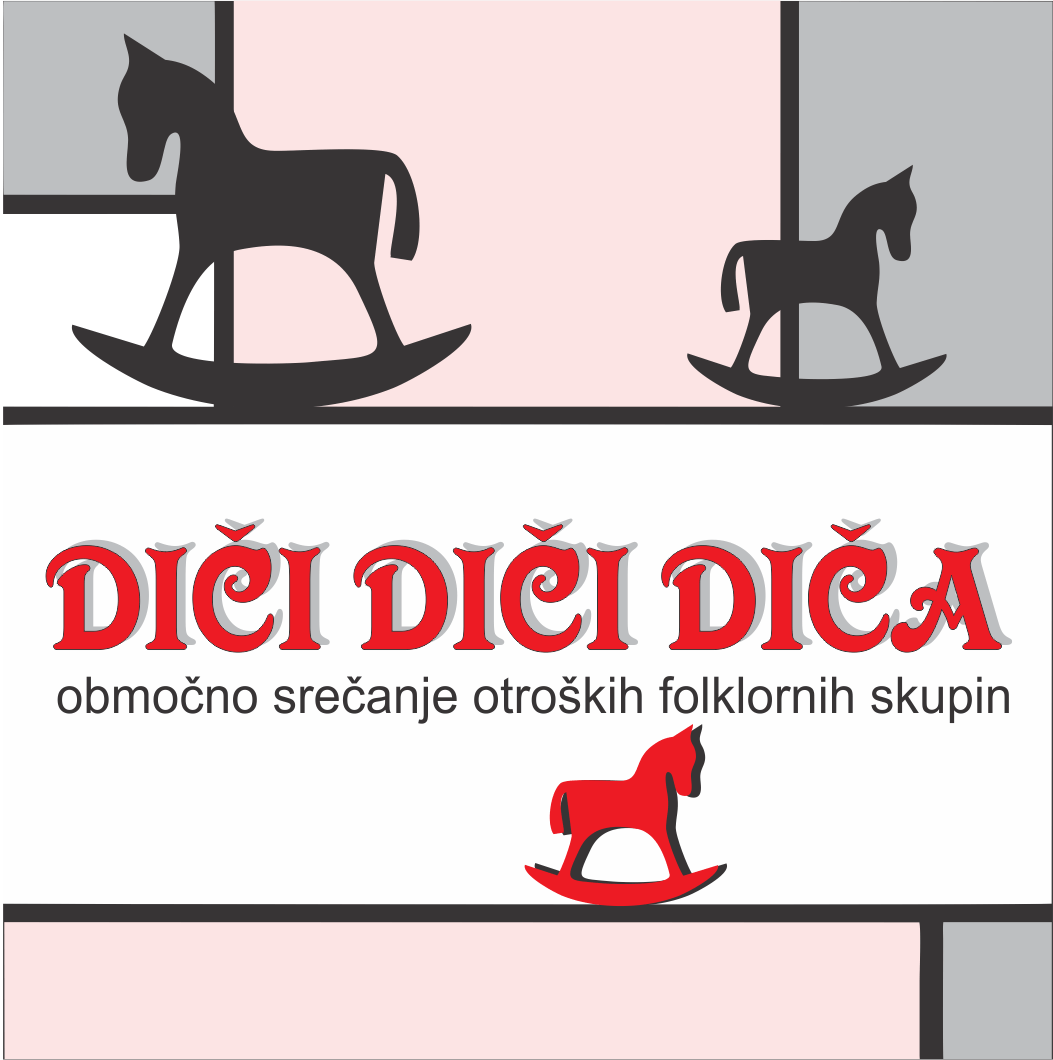 DIČI DIČI DIČA
območno srečanje otroških folklornih skupin